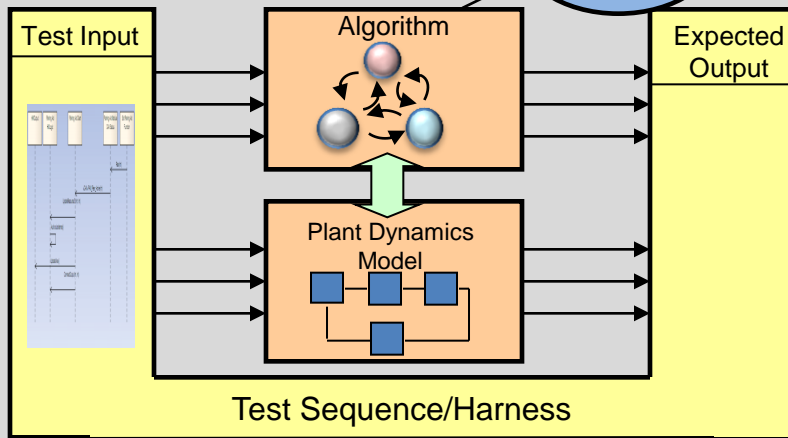 Test Input
Algorithm
Expected
Output
Plant Dynamics
Model
Test Sequence/Harness